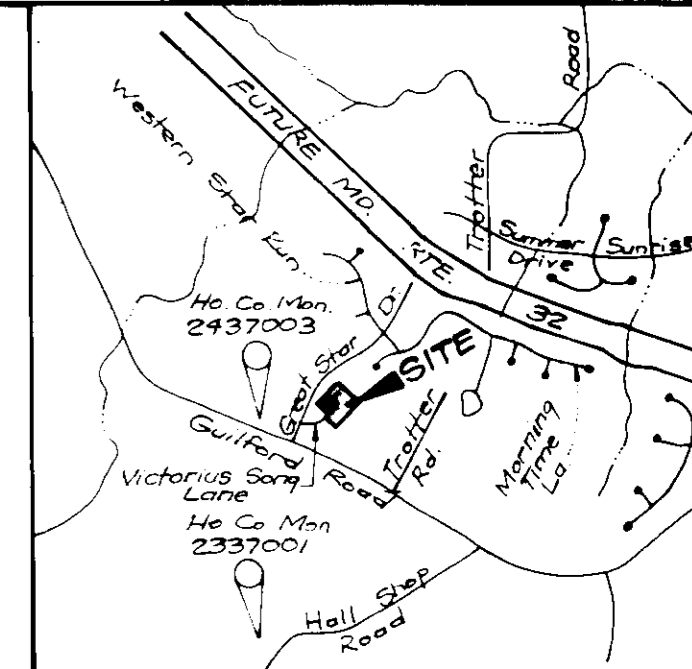 Road
FUTURE MD. RTE. 32
Western Star Run
Trotter
Summer Sunrise
Drive
Ho. Co. Mon.
2437003
Great Star Dr.
SITE
Guilford Road
Trotter
Rd.
Morning
Time
La.
Victorius Song
Lane
Ho Co Mon
2337001
Hall Shop
Road